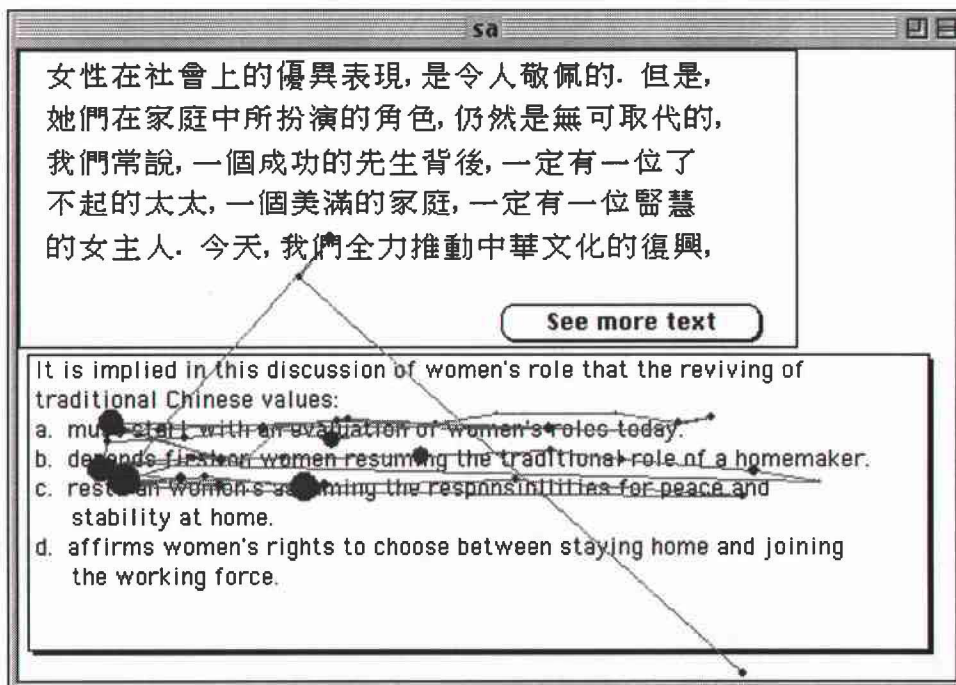 sa
女性在社會上的優異表現, 是令人敬佩的. 但是,
她們在家庭中所扮演的角色, 仍然是無可取代的,
我們常說, 一個成功的先生背後, 一定有一位了
不起的太太, 一個美滿的家庭, 一定有一位賢慧
的女主人. 今天, 我們全力推動中華文化的復興,
See more text
It is implied in this discussion of women's role that the reviving of
traditional Chinese values:
a. must start with an evaluation of women's roles today.
b. depends first on women resuming the traditional role of a homemaker.
c. rests on women's assuming the responsibilities for peace and
stability at home.
d. affirms women's rights to choose between staying home and joining
the working force.